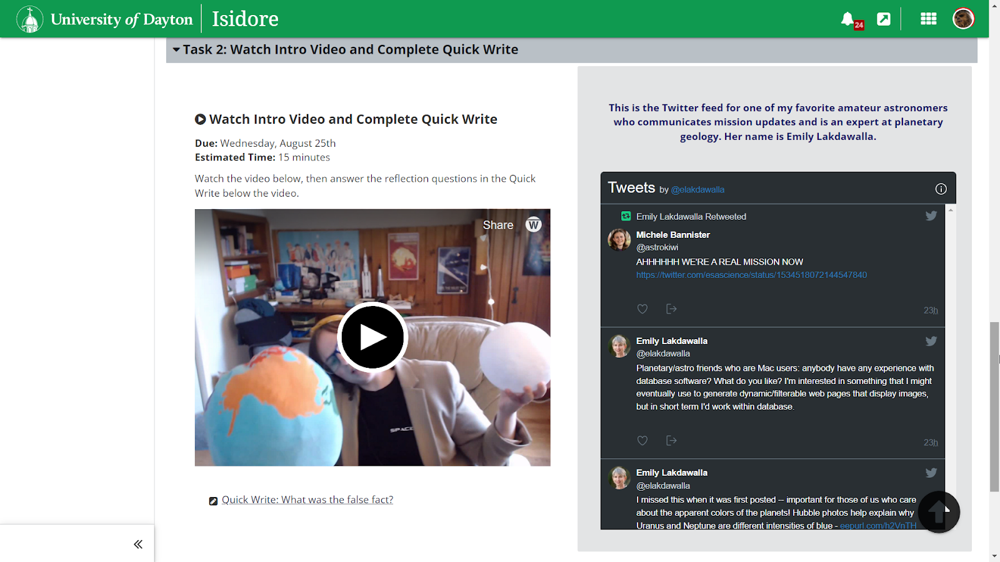 University of Dayton
Isidore
24
Task 2: Watch Intro Video and Complete Quick Write
Watch Intro Video and Complete Quick Write
Due: Wednesday, August 25th
Estimated Time: 15 minutes
Watch the video below, then answer the reflection questions in the Quick
Write below the video.
Share
W
SPACE
Quick Write: What was the false fact?
This is the Twitter feed for one of my favorite amateur astronomers
who communicates mission updates and is an expert at planetary
geology. Her name is Emily Lakdawalla.
Tweets by @elakdawalla
Emily Lakdawalla Retweeted
Michele Bannister
@astrokiwi
AHHHHHH WE'RE A REAL MISSION NOW
https://twitter.com/esascience/status/1534518072144547840
23h
Emily Lakdawalla
@elakdawalla
Planetary/astro friends who are Mac users: anybody have any experience with
database software? What do you like? I'm interested in something that I might
eventually use to generate dynamic/filterable web pages that display images,
but in short term I'd work within database.
23h
Emily Lakdawalla
@elakdawalla
I missed this when it was first posted -- important for those of us who care
about the apparent colors of the planets! Hubble photos help explain why
Uranus and Neptune are different intensities of blue - eepurl.com/h2VnTH